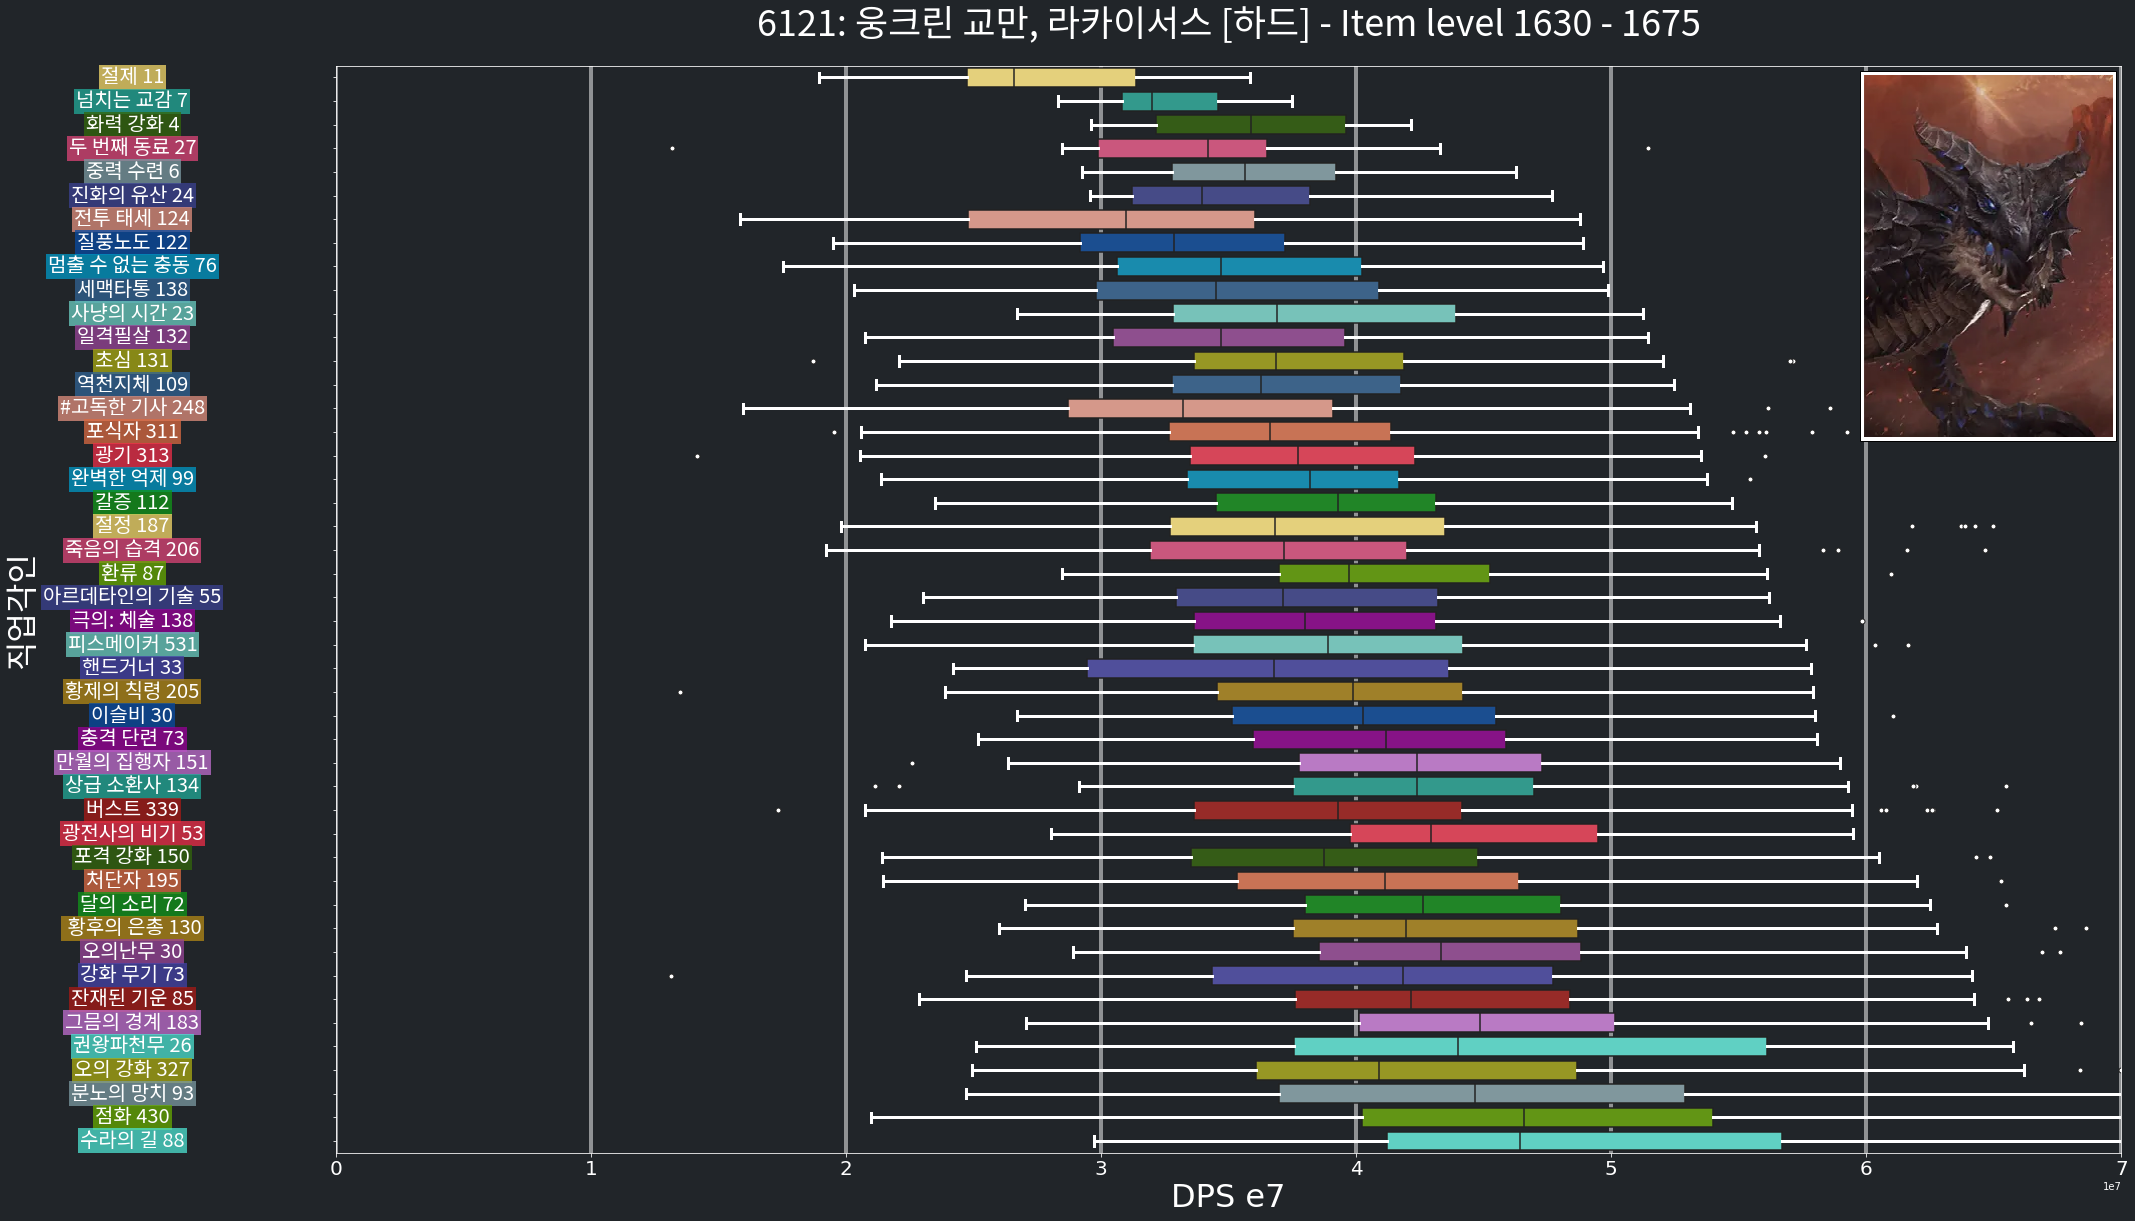 6121: 웅크린 교만, 라카이서스 [하드] - Item level 1630 - 1675
절제 11
넘치는 교감 7
화력 강화 4
두 번째 동료 27
중력 수련 6
진화의 유산 24
전투 태세 124
질풍노도 122
멈출 수 없는 충동 76
세맥타통 138
사냥의 시간 23
일격필살 132
초심 131
역천지체 109
#고독한 기사 248
포식자 311
광기 313
완벽한 억제 99
갈증 112
절정 187
죽음의 습격 206
환류 87
아르데타인의 기술 55
극의: 체술 138
피스메이커 531
핸드거너 33
황제의 칙령 205
이슬비 30
충격 단련 73
만월의 집행자 151
상급 소환사 134
버스트 339
광전사의 비기 53
포격 강화 150
처단자 195
달의 소리 72
황후의 은총 130
오의난무 30
강화 무기 73
잔재된 기운 85
그믐의 경계 183
권왕파천무 26
오의 강화 327
분노의 망치 93
점화 430
수라의 길 88
직업각인
0 1 2 3 4 5 6 7
1e7
DPS e7